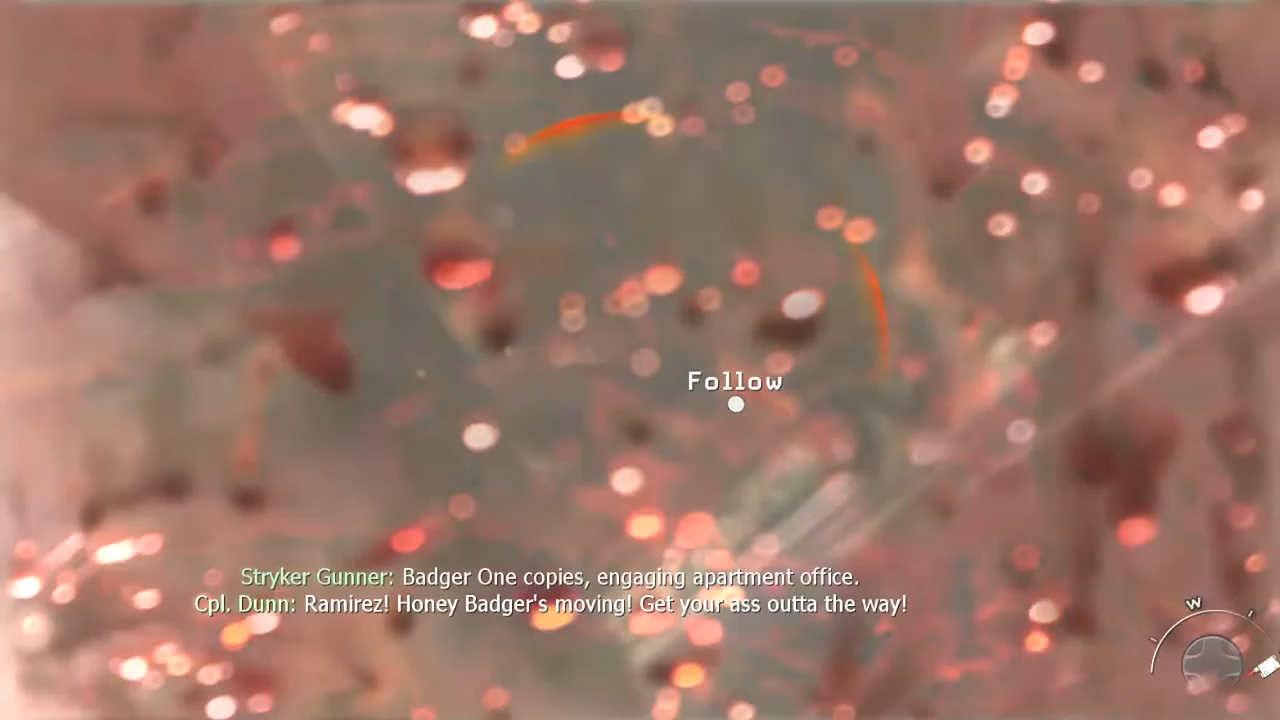 Follow
Stryker Gunner: Badger One copies, engaging apartment office.
Cpl. Dunn: Ramirez! Honey Badger's moving! Get your ass outta the way!
W